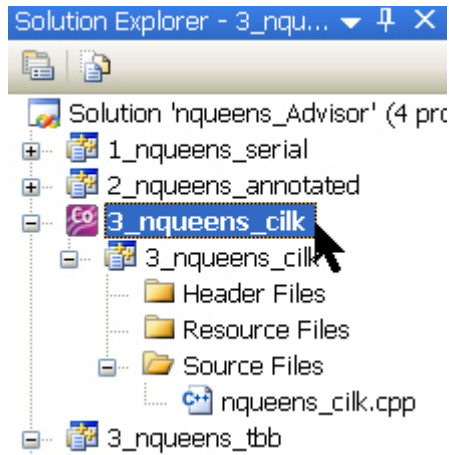 Solution Explorer - 3_nqu...
Solution 'nqueens_Advisor' (4 pro
1_nqueens_serial
2_nqueens_annotated
3_nqueens_cilk
3_nqueens_cilk
Header Files
Resource Files
Source Files
nqueens_cilk.cpp
3_nqueens_tbb